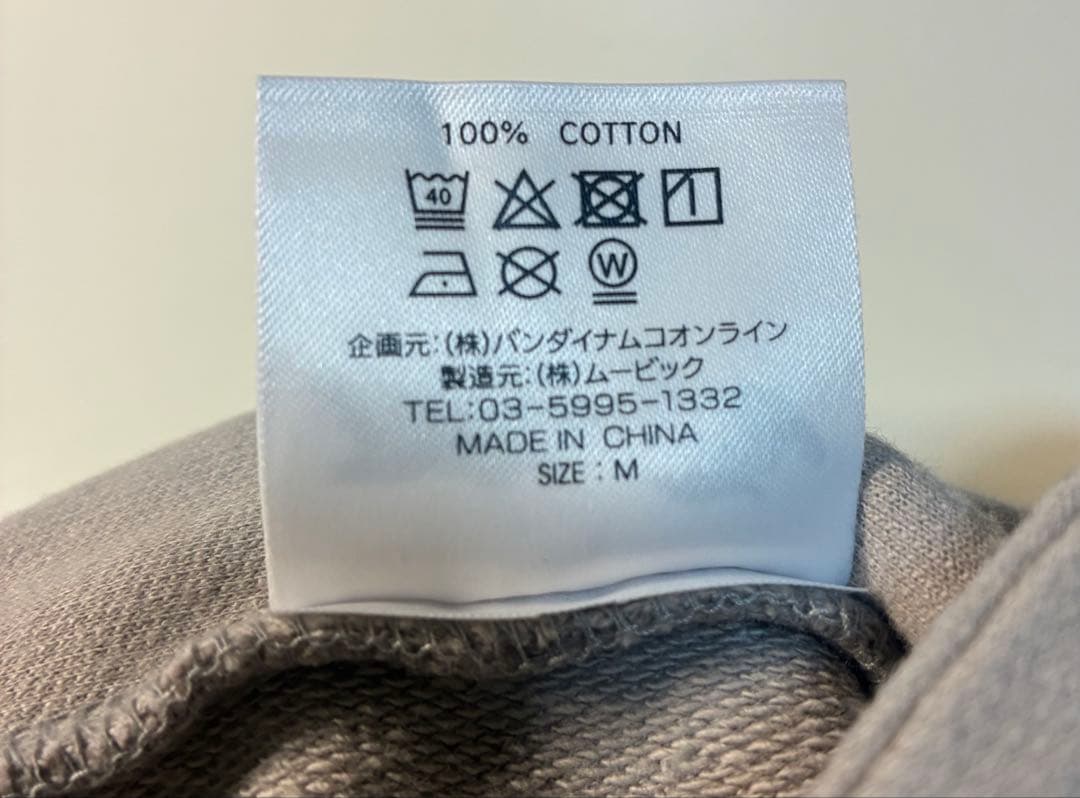 100% COTTON
40
W
企画元:(株)バンダイナムコオンライン
製造元:(株)ムービック
TEL:03-5995-1332
MADE IN CHINA
SIZE : M